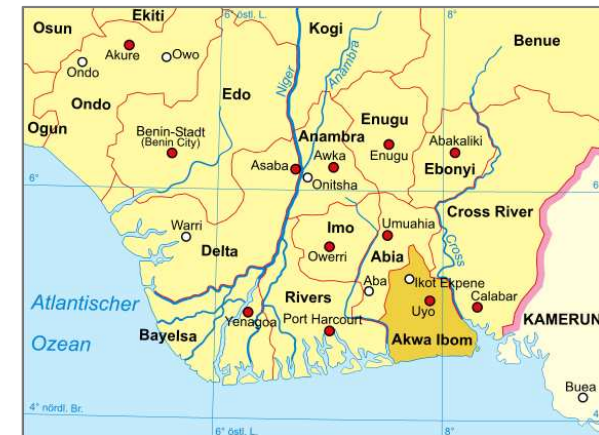 6° östl. L.
8°
Ekiti
Osun
Kogi
Benue
Akure
Owo
Ondo
Anambra
Niger
Ondo
Edo
Enugu
Ogun
Benin-Stadt
(Benin City)
Anambra
Abakaliki
Enugu
Awka
Asaba
Ebonyi
Onitsha
6°
6
Cross River
Warri
Imo
Umuahia
Delta
Owerri
Abia
Cross
Aba
Ikot Ekpene
Atlantischer
Ozean
Rivers
Calabar
Uyo
Yenagoa
Port Harcourt
KAMERUN
Bayelsa
Akwa Ibom
Buea
4° nördl. Br.
4
6° östl. L.
8°